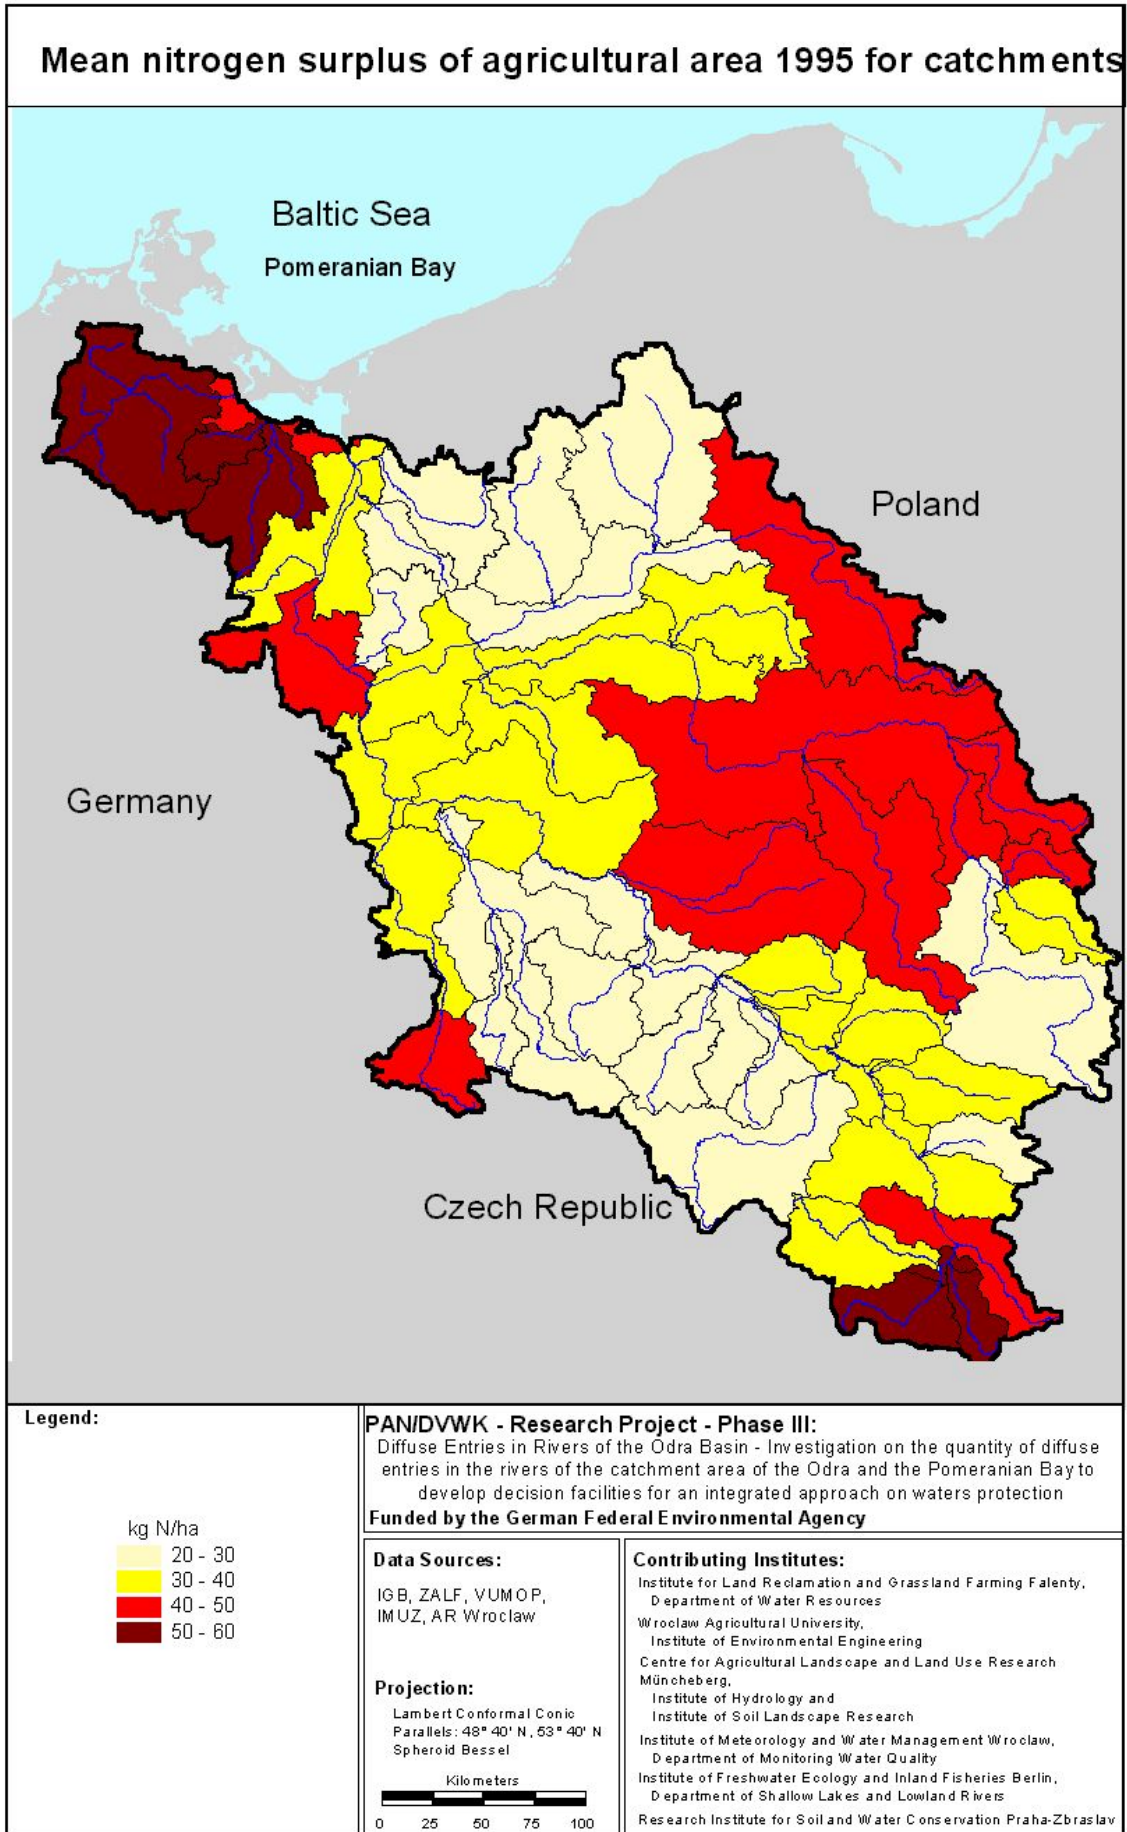 Mean nitrogen surplus of agricultural area 1995 for catchments
Baltic Sea
Pomeranian Bay
Poland
Germany
Czech Republic
Legend:
kg N/ha
20 - 30
30 - 40
40 - 50
50 - 60
PAN/DVWK - Research Project - Phase III:
Diffuse Entries in Rivers of the Odra Basin - Investigation on the quantity of diffuse
entries in the rivers of the catchment area of the Odra and the Pomeranian Bay to
develop decision facilities for an integrated approach on waters protection
Funded by the German Federal Environmental Agency
Data Sources:
IGB, ZALF, VUMOP,
IMUZ, AR Wroclaw
Projection:
Lambert Conformal Conic
Parallels: 48° 40' N, 53° 40' N
Spheroid Bessel
Kilometers
0 25 50 75 100
Contributing Institutes:
Institute for Land Reclamation and Grassland Farming Falenty,
Department of Water Resources
Wroclaw Agricultural University,
Institute of Environmental Engineering
Centre for Agricultural Landscape and Land Use Research
Müncheberg,
Institute of Hydrology and
Institute of Soil Landscape Research
Institute of Meteorology and Water Management Wroclaw,
Department of Monitoring Water Quality
Institute of Freshwater Ecology and Inland Fisheries Berlin,
Department of Shallow Lakes and Lowland Rivers
Research Institute for Soil and Water Conservation Praha-Zbraslav